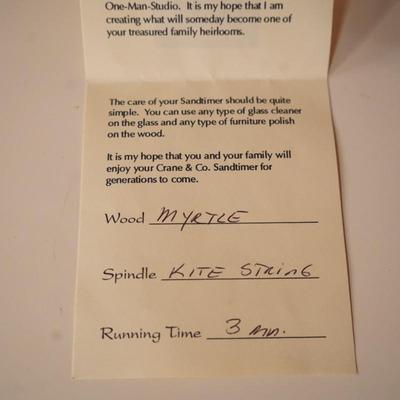 One-Man-Studio. It is my hope that I am
creating what will someday become one of
your treasured family heirlooms.
The care of your Sandtimer should be quite
simple. You can use any type of glass cleaner
on the glass and any type of furniture polish
on the wood.
It is my hope that you and your family will
enjoy your Crane & Co. Sandtimer for
generations to come.
Wood MYRTLE
Spindle KITE STRING
Running Time 3 mn.